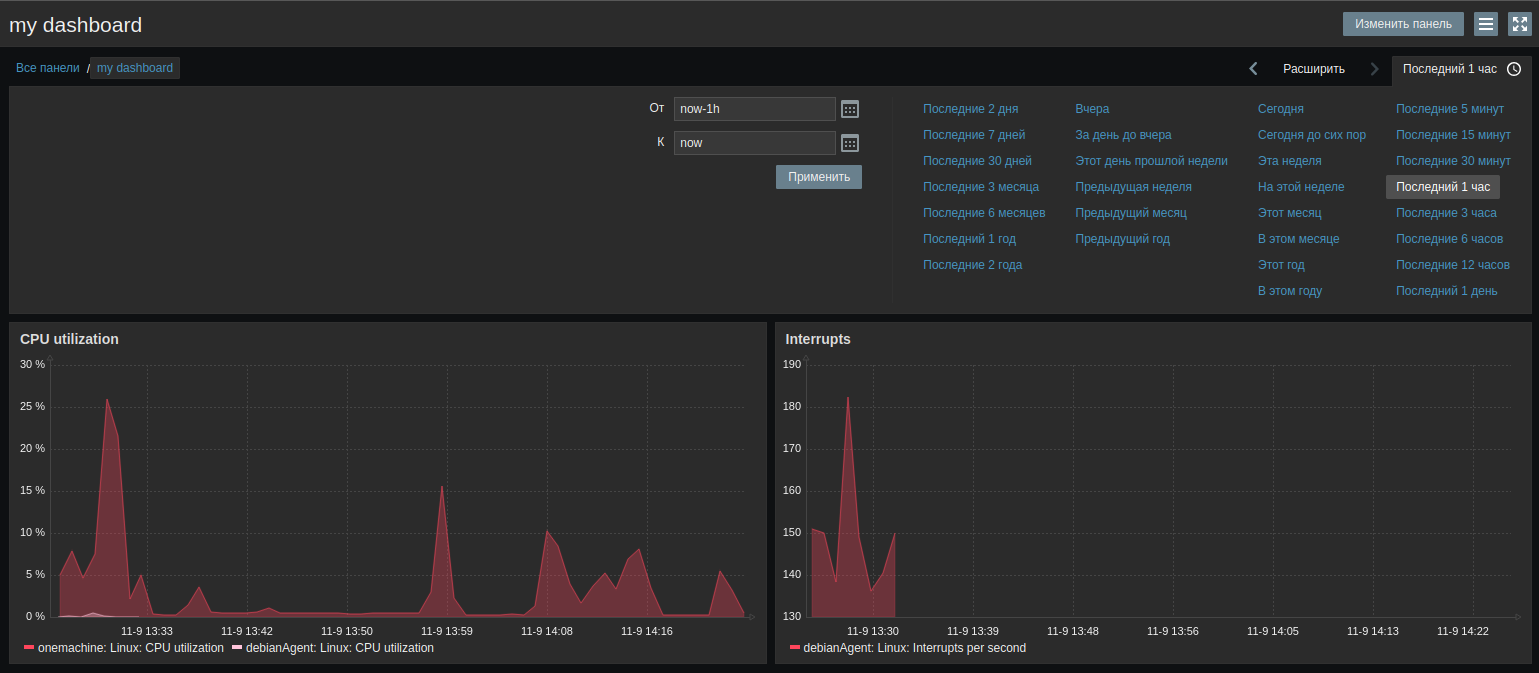 my dashboard
Изменить панель
Все панели / my dashboard
Расширить
Последний 1 час
От now-1h
К now
Применить
Последние 2 дня Вчера Сегодня Последние 5 минут
Последние 7 дней За день до вчера Сегодня до сих пор Последние 15 минут
Последние 30 дней Этот день прошлой недели Эта неделя Последние 30 минут
Последние 3 месяца Предыдущая неделя На этой неделе Последний 1 час
Последние 6 месяцев Предыдущий месяц Этот месяц Последние 3 часа
Последний 1 год Предыдущий год В этом месяце Последние 6 часов
Последние 2 года Этот год Последние 12 часов
В этом году Последний 1 день
CPU utilization
30 %
25 %
20 %
15 %
10 %
5 %
0 %
11-9 13:33 11-9 13:42 11-9 13:50 11-9 13:59 11-9 14:08 11-9 14:16
onemachine: Linux: CPU utilization debianAgent: Linux: CPU utilization
Interrupts
190
180
170
160
150
140
130
11-9 13:30 11-9 13:39 11-9 13:48 11-9 13:56 11-9 14:05 11-9 14:13 11-9 14:22
debianAgent: Linux: Interrupts per second